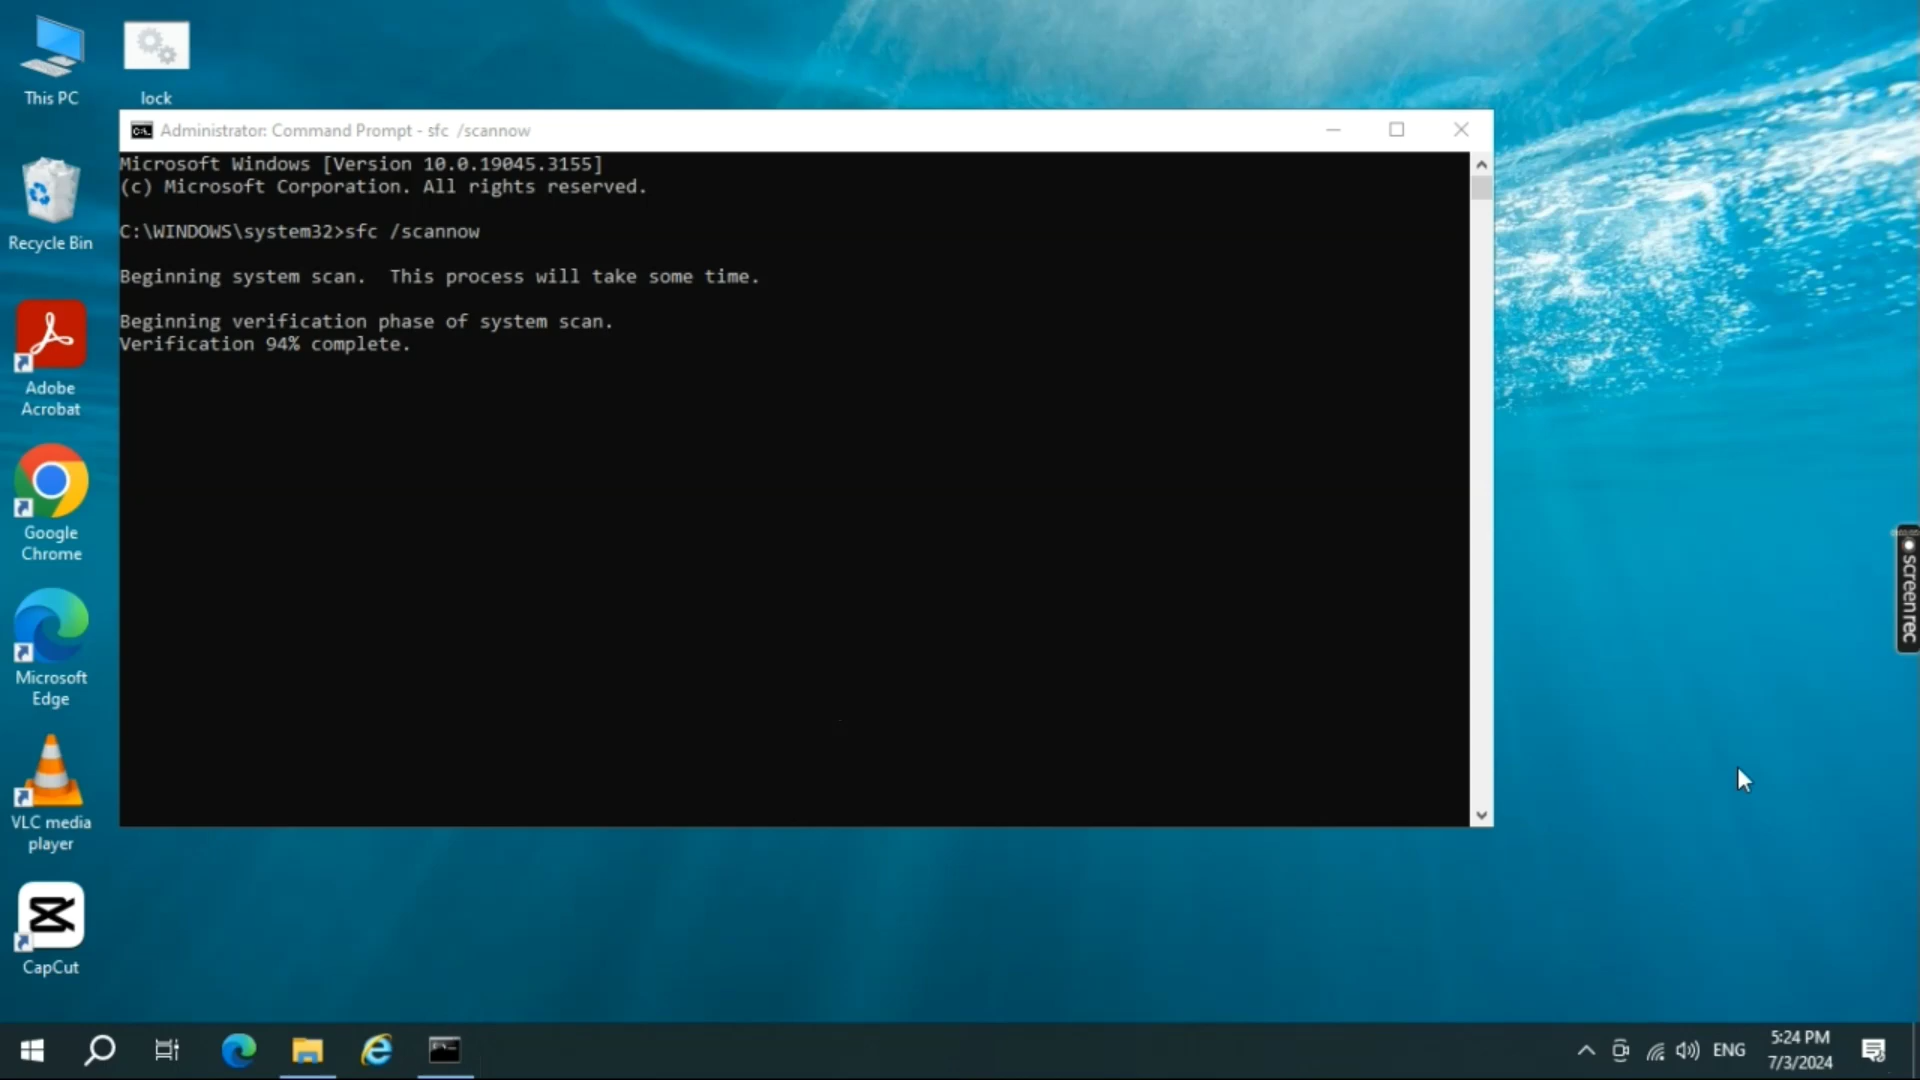 This PC
lock
Administrator: Command Prompt - sfc  /scannow
Microsoft Windows [Version 10.0.19045.3155]
(c) Microsoft Corporation. All rights reserved.
C:\WINDOWS\system32>sfc /scannow
Beginning system scan.  This process will take some time.
Beginning verification phase of system scan.
Verification 94% complete.
Recycle Bin
Adobe
Acrobat
Google
Chrome
Microsoft
Edge
VLC media
player
CapCut
screenrec
ENG
5:24 PM
7/3/2024